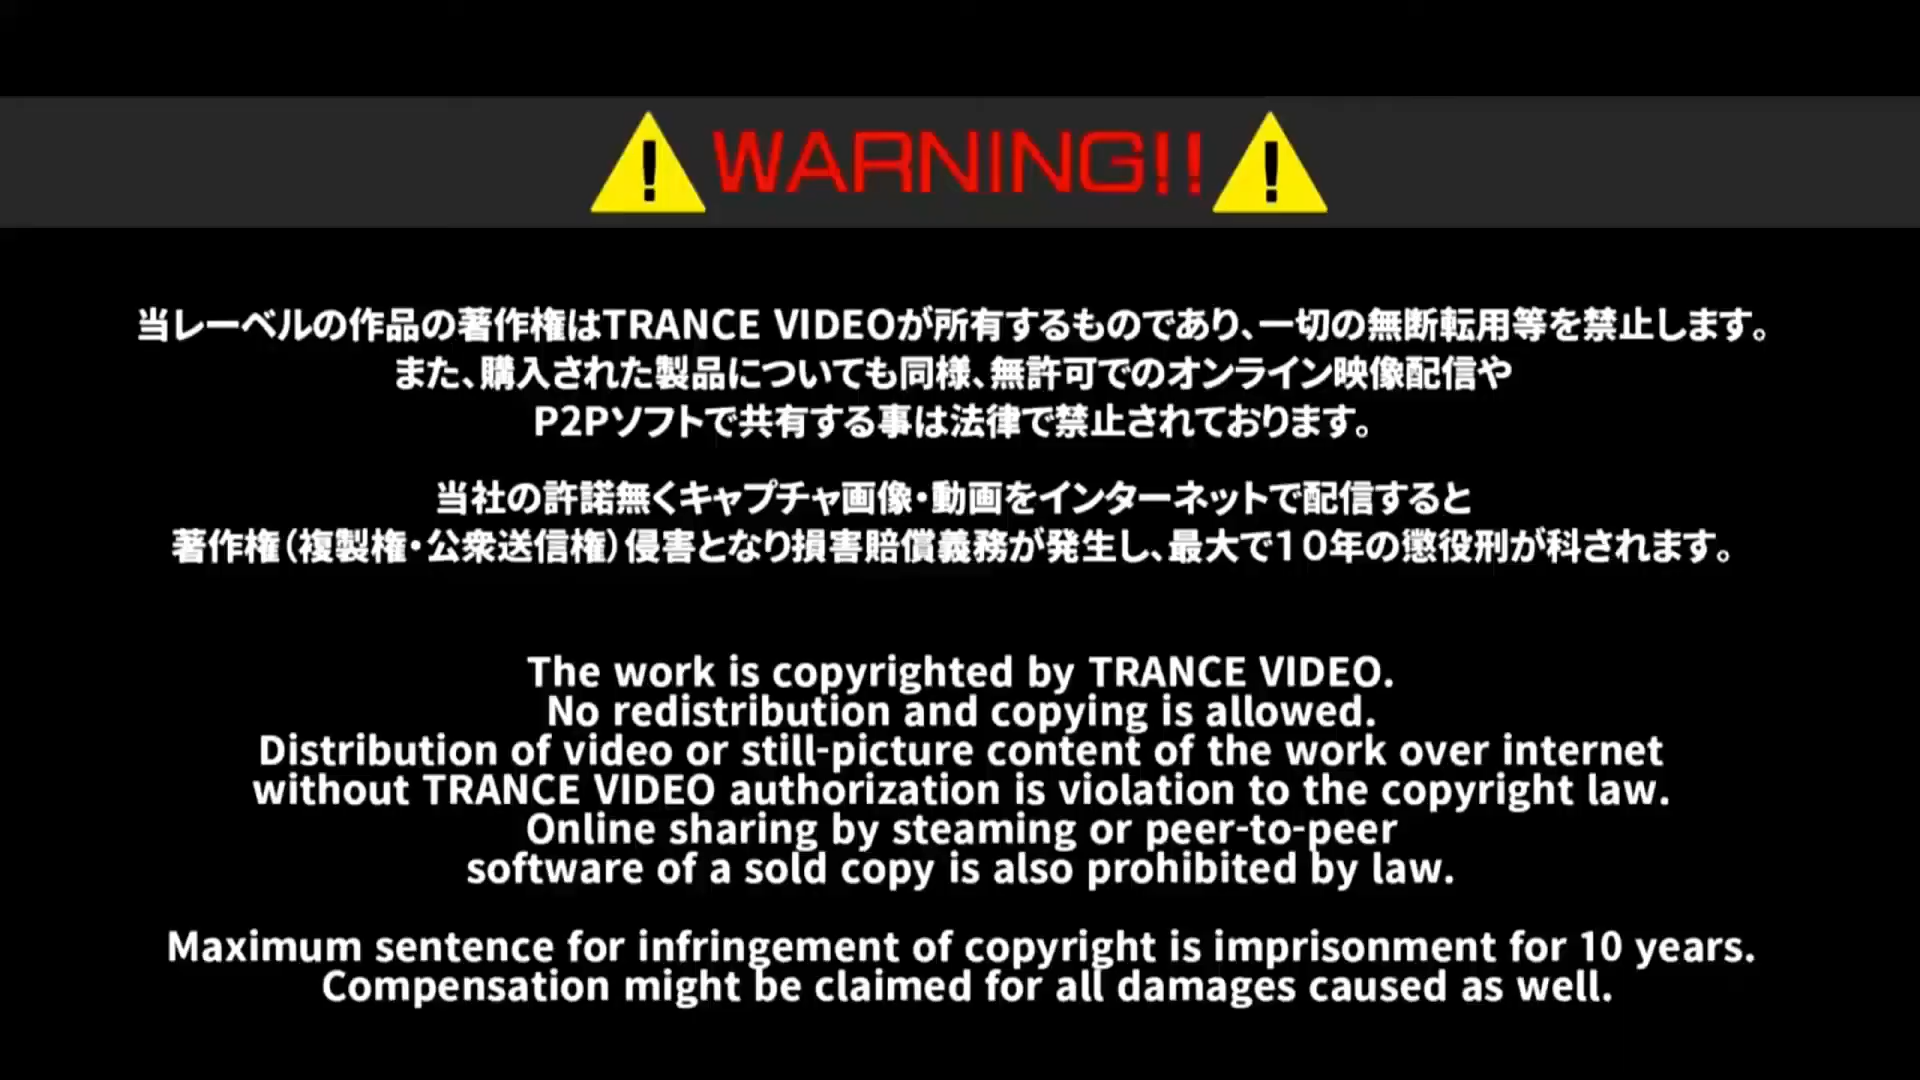 WARNING!!
当レーベルの作品の著作権はTRANCE VIDEOが所有するものであり、一切の無断転用等を禁止します。
また、購入された製品についても同様、無許可でのオンライン映像配信や
P2Pソフトで共有する事は法律で禁止されております。
当社の許諾無くキャプチャ画像・動画をインターネットで配信すると
著作権(複製権・公衆送信権)侵害となり損害賠償義務が発生し、最大で10年の懲役刑が科されます。
The work is copyrighted by TRANCE VIDEO.
No redistribution and copying is allowed.
Distribution of video or still-picture content of the work over internet
without TRANCE VIDEO authorization is violation to the copyright law.
Online sharing by steaming or peer-to-peer
software of a sold copy is also prohibited by law.
Maximum sentence for infringement of copyright is imprisonment for 10 years.
Compensation might be claimed for all damages caused as well.